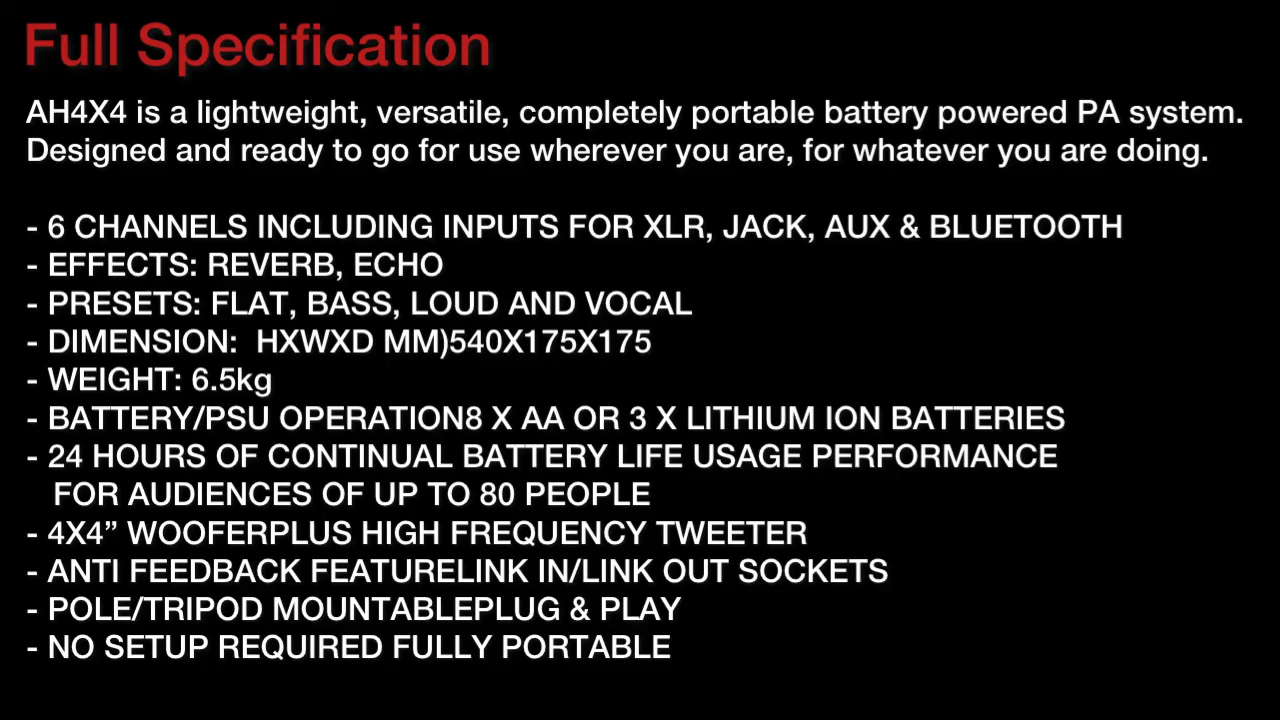 Full Specification
AH4X4 is a lightweight, versatile, completely portable battery powered PA system.
Designed and ready to go for use wherever you are, for whatever you are doing.
- 6 CHANNELS INCLUDING INPUTS FOR XLR, JACK, AUX & BLUETOOTH
- EFFECTS: REVERB, ECHO
- PRESETS: FLAT, BASS, LOUD AND VOCAL
- DIMENSION:  HXWXD MM)540X175X175
- WEIGHT: 6.5kg
- BATTERY/PSU OPERATION8 X AA OR 3 X LITHIUM ION BATTERIES
- 24 HOURS OF CONTINUAL BATTERY LIFE USAGE PERFORMANCE
FOR AUDIENCES OF UP TO 80 PEOPLE
- 4X4” WOOFERPLUS HIGH FREQUENCY TWEETER
- ANTI FEEDBACK FEATURELINK IN/LINK OUT SOCKETS
- POLE/TRIPOD MOUNTABLEPLUG & PLAY
- NO SETUP REQUIRED FULLY PORTABLE